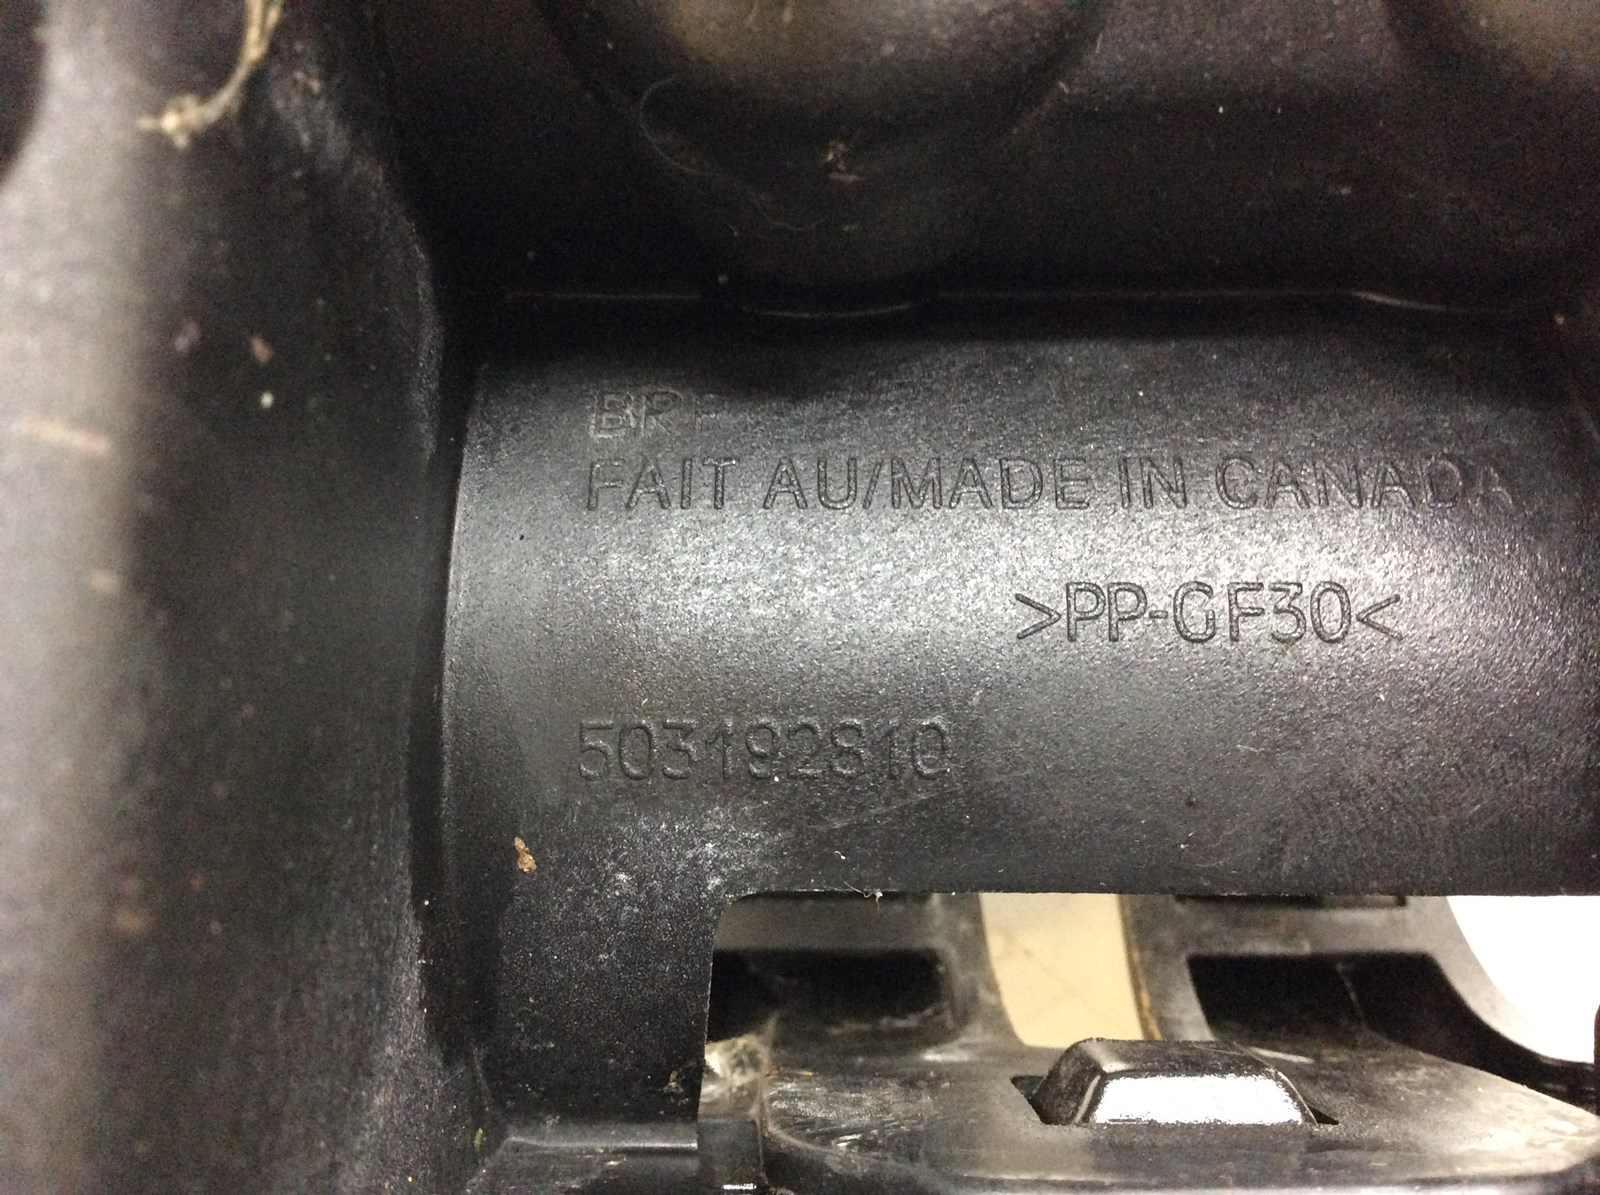 BRP
FAIT AU/MADE IN CANADA
>PP-GF30<
503192810